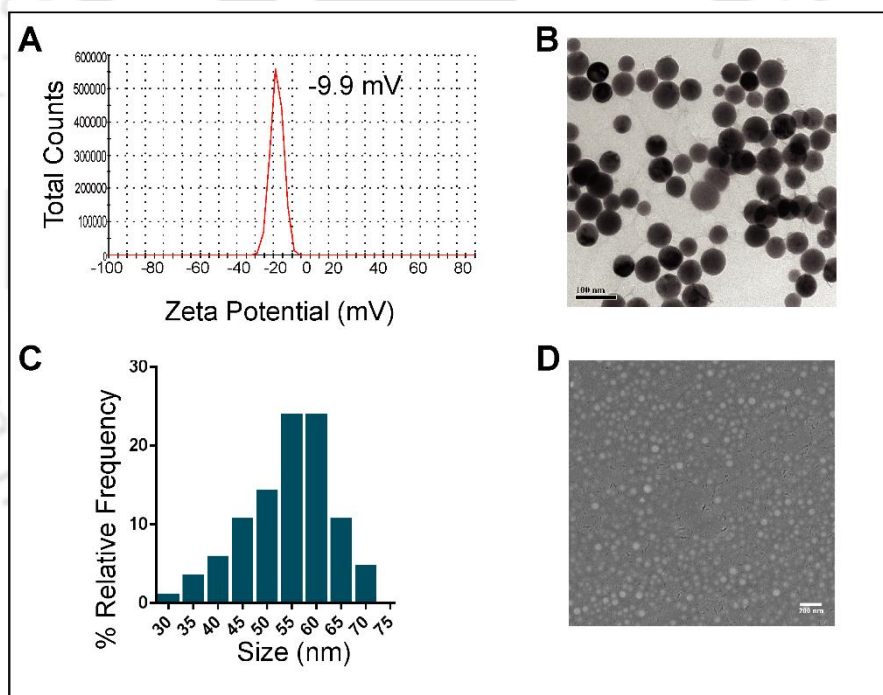 A
600000
500000
400000
300000
200000
100000
0
Total Counts
-9.9 mV
-100 -80 -60 -40 -20 0 20 40 60 80
Zeta Potential (mV)
B
100 nm
C
30
20
10
0
% Relative Frequency
30 35 40 45 50 55 60 65 70 75
Size (nm)
D
200 nm